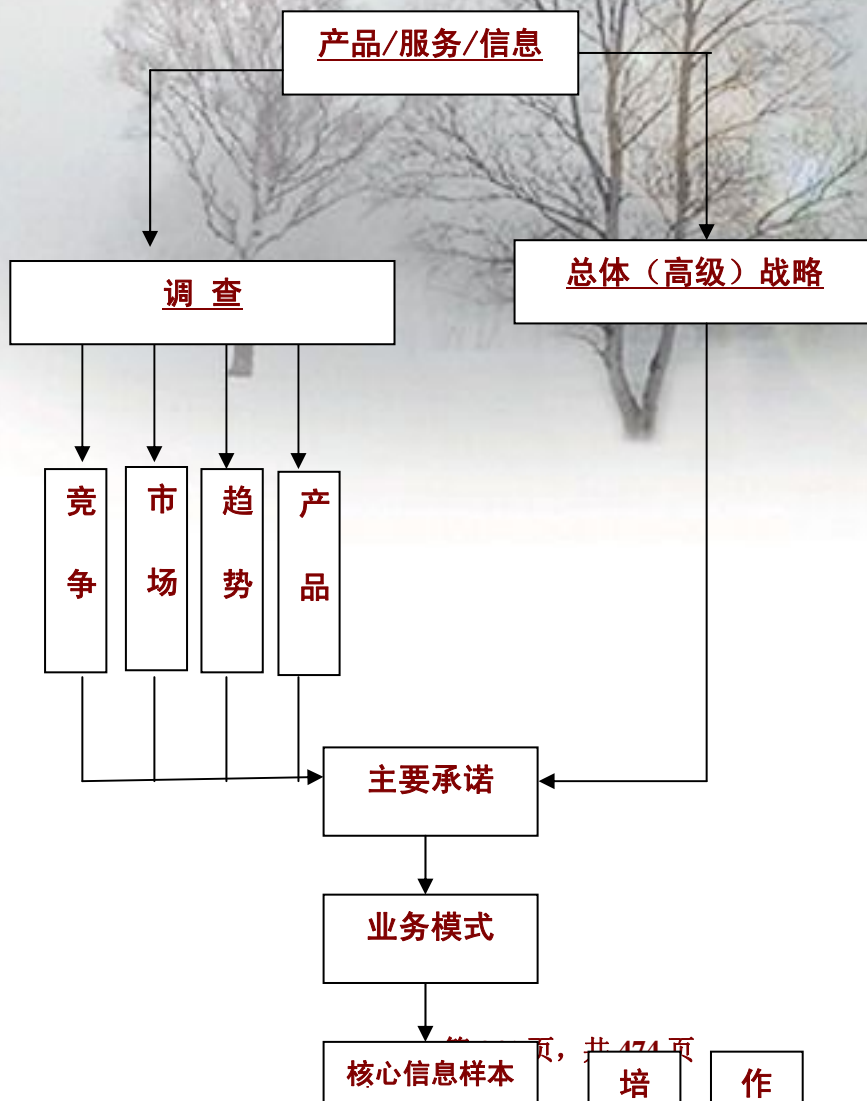 产品/服务/信息
总体（高级）战略
调 查
竞争
市场
趋势
产品
主要承诺
业务模式
页，共 474 页
核心信息样本
培
作